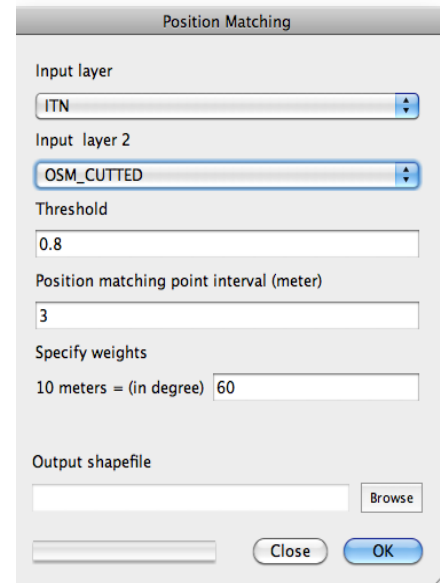 Position Matching
Input layer
ITN
Input layer 2
OSM_CUTTED
Threshold
0.8
Position matching point interval (meter)
3
Specify weights
10 meters = (in degree) 60
Output shapefile
Browse
Close OK